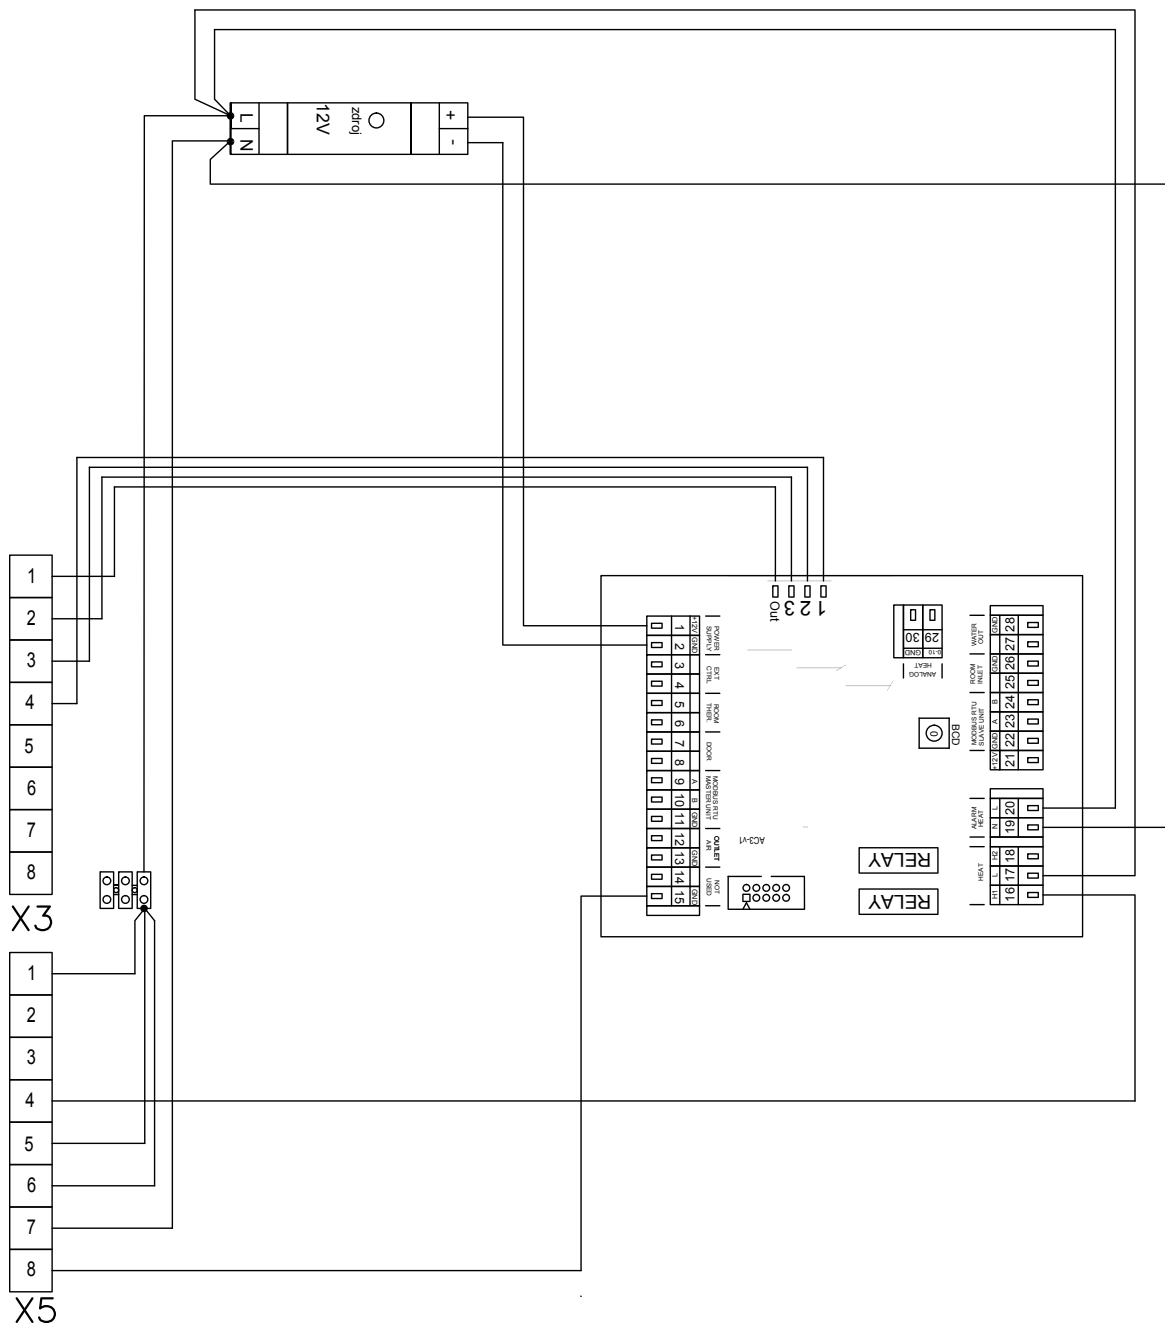 L
N
12V
zdroj
+
-
1
2
3
4
5
6
7
8
X3
1
2
3
4
5
6
7
8
X5
Out
3
2
1
1 +12V
2 GND
3
4
5
6
7
8
9 A
10 B
11 GND
12
13 GND
14
15 GND
POWER
SUPPLY
EXT
CTRL
ROOM
THER.
DOOR
MODBUS RTU
MASTER UNIT
OUTLET
AIR
NOT
USED
30 29
GND 0-10
ANALOG
HEAT
BCD
0
AC3-v1
RELAY
RELAY
WATER
OUT
ROOM
INLET
MODBUS RTU
SLAVE UNIT
GND 28
27
GND 26
25
B 24
A 23
GND 22
+12V 21
ALARM
HEAT
L 20
N 19
HEAT
H2 18
L 17
H1 16